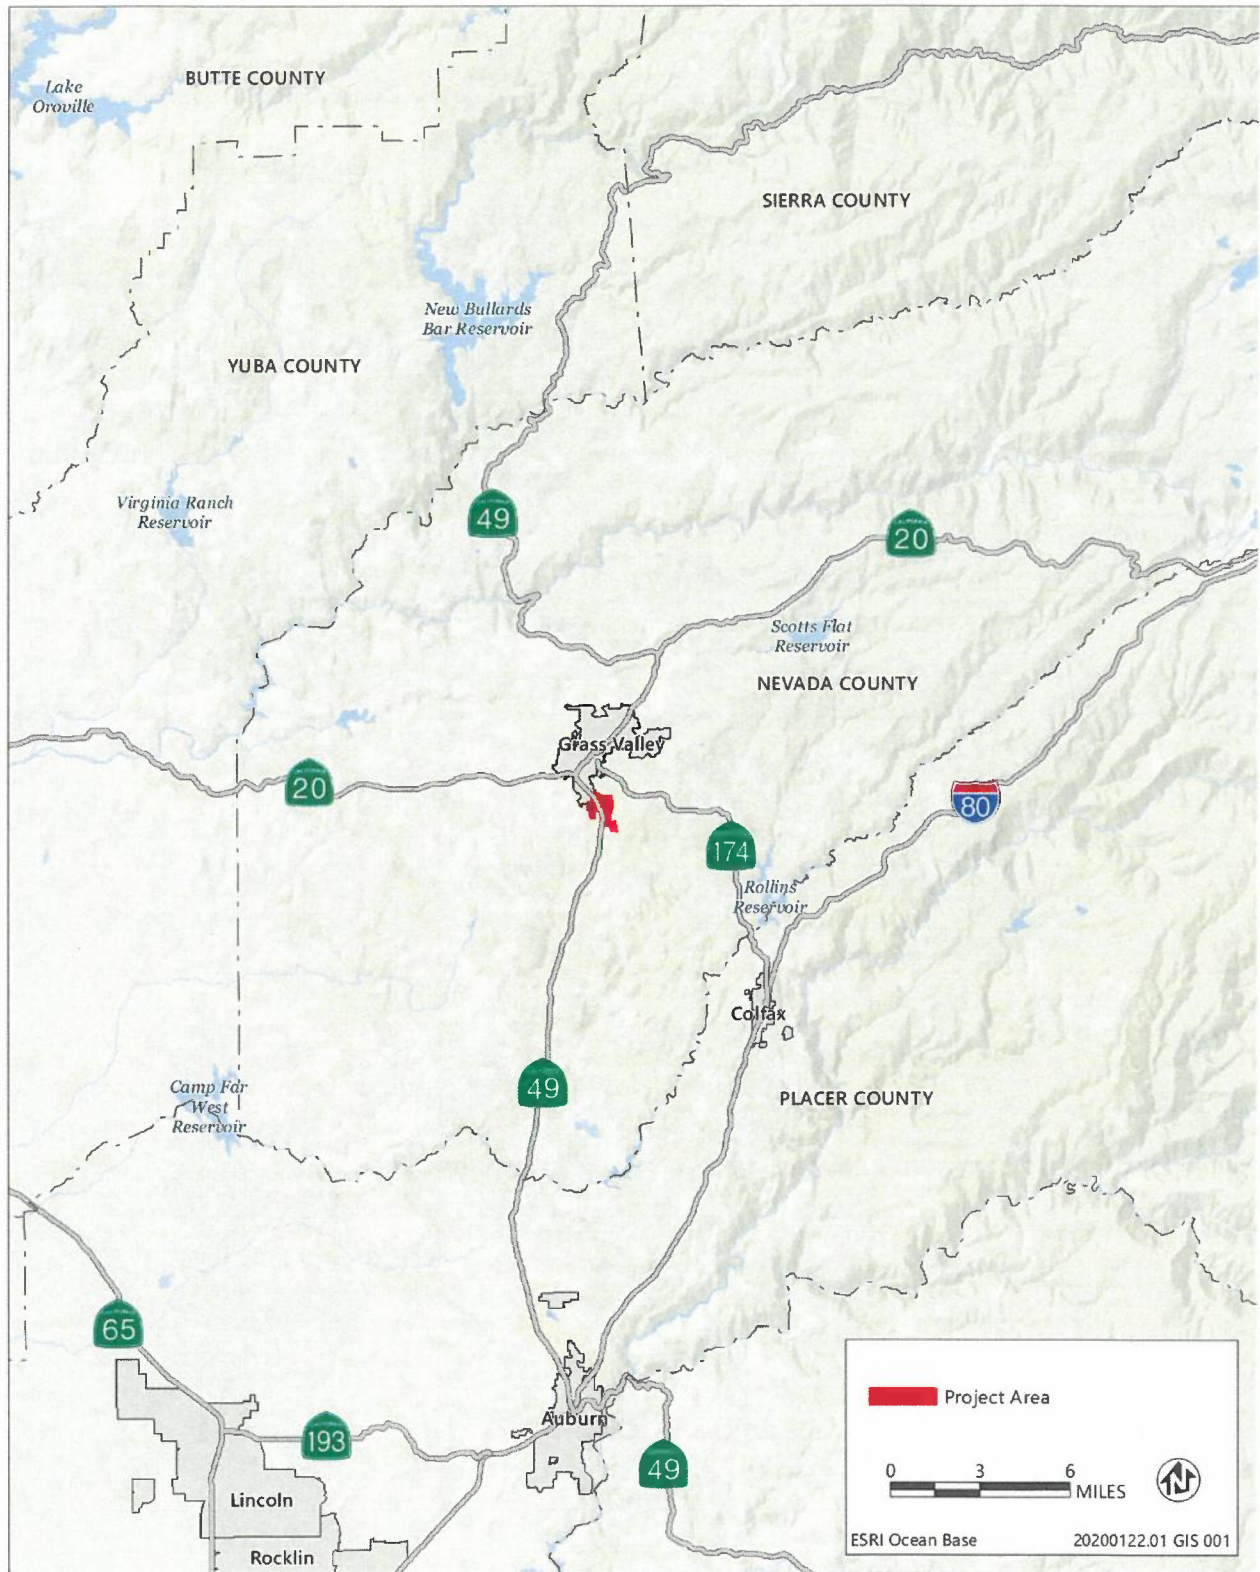 BUTTE COUNTY
Lake
Oroville
SIERRA COUNTY
New Bullards
Bar Reservoir
YUBA COUNTY
Virginia Ranch
Reservoir
49
20
Scotts Flat
Reservoir
NEVADA COUNTY
Grass Valley
20
80
174
Rollins
Reservoir
Colfax
49
Camp Far
West
Reservoir
PLACER COUNTY
65
Project Area
193
Auburn
49
0 3 6
MILES
N
Lincoln
Rocklin
ESRI Ocean Base
20200122.01 GIS 001